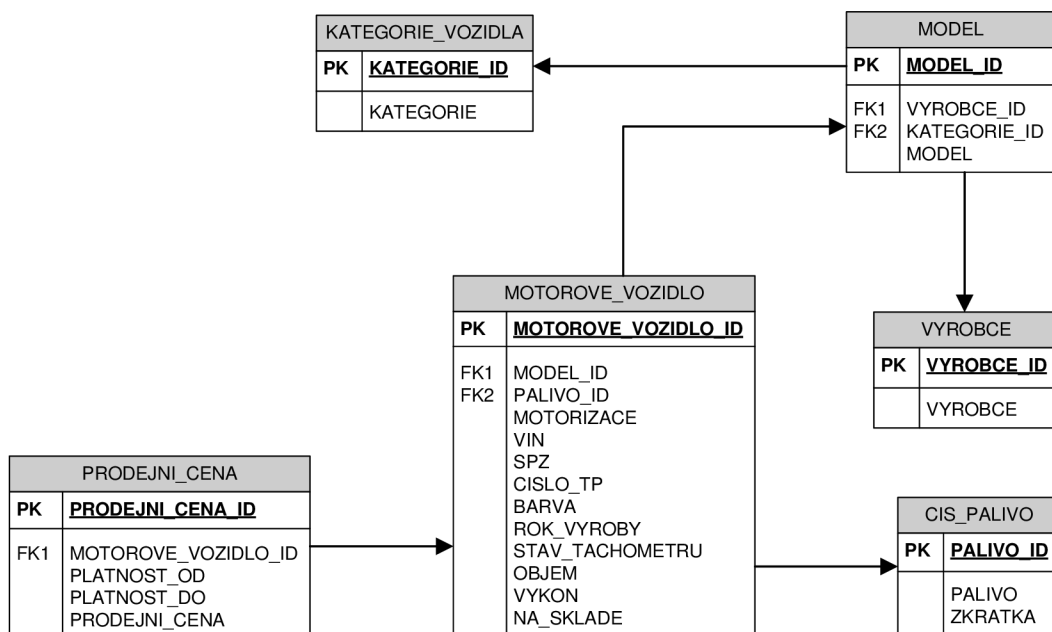 KATEGORIE_VOZIDLA
PK KATEGORIE_ID
KATEGORIE
MODEL
PK MODEL_ID
FK1 VYROBCE_ID
FK2 KATEGORIE_ID
MODEL
MOTOROVE_VOZIDLO
PK MOTOROVE_VOZIDLO_ID
FK1 MODEL_ID
FK2 PALIVO_ID
MOTORIZACE
VIN
SPZ
CISLO_TP
BARVA
ROK_VYROBY
STAV_TACHOMETRU
OBJEM
VYKON
NA_SKLADE
VYROBCE
PK VYROBCE_ID
VYROBCE
PRODEJNI_CENA
PK PRODEJNI_CENA_ID
FK1 MOTOROVE_VOZIDLO_ID
PLATNOST_OD
PLATNOST_DO
PRODEJNI_CENA
CIS_PALIVO
PK PALIVO_ID
PALIVO
ZKRATKA